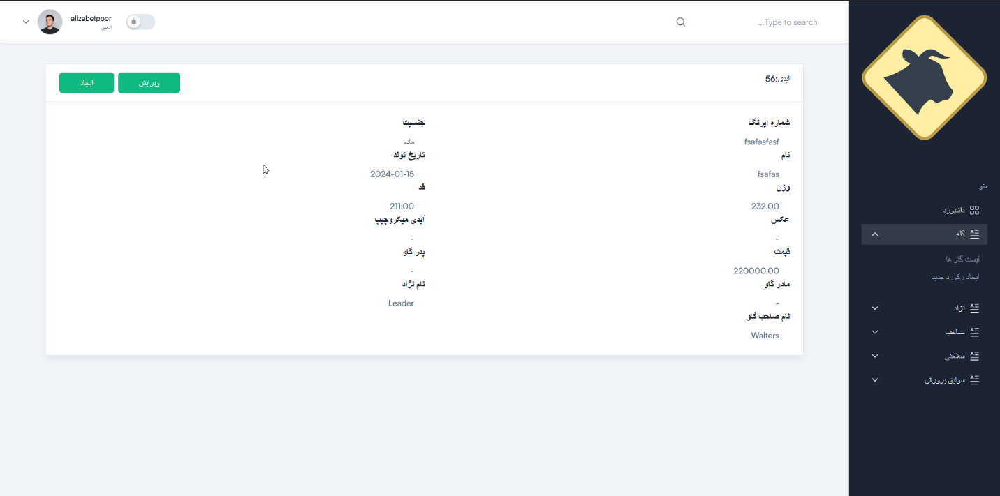 Type to search...
alizabetpoor
ادمین
منو
داشبورد
گله
لیست گاو ها
ایجاد رکورد جدید
نژاد
صاحب
سلامتی
سوابق پرورش
آیدی:56
ویرایش
ایجاد
شماره ایرتگ
fsafasfasf
نام
fsafas
وزن
232.00
عکس
-
قیمت
220000.00
مادر گاو
-
نام صاحب گاو
Walters
جنسیت
ماده
تاریخ تولد
2024-01-15
قد
211.00
آیدی میکروچیپ
-
پدر گاو
-
نام نژاد
Leader